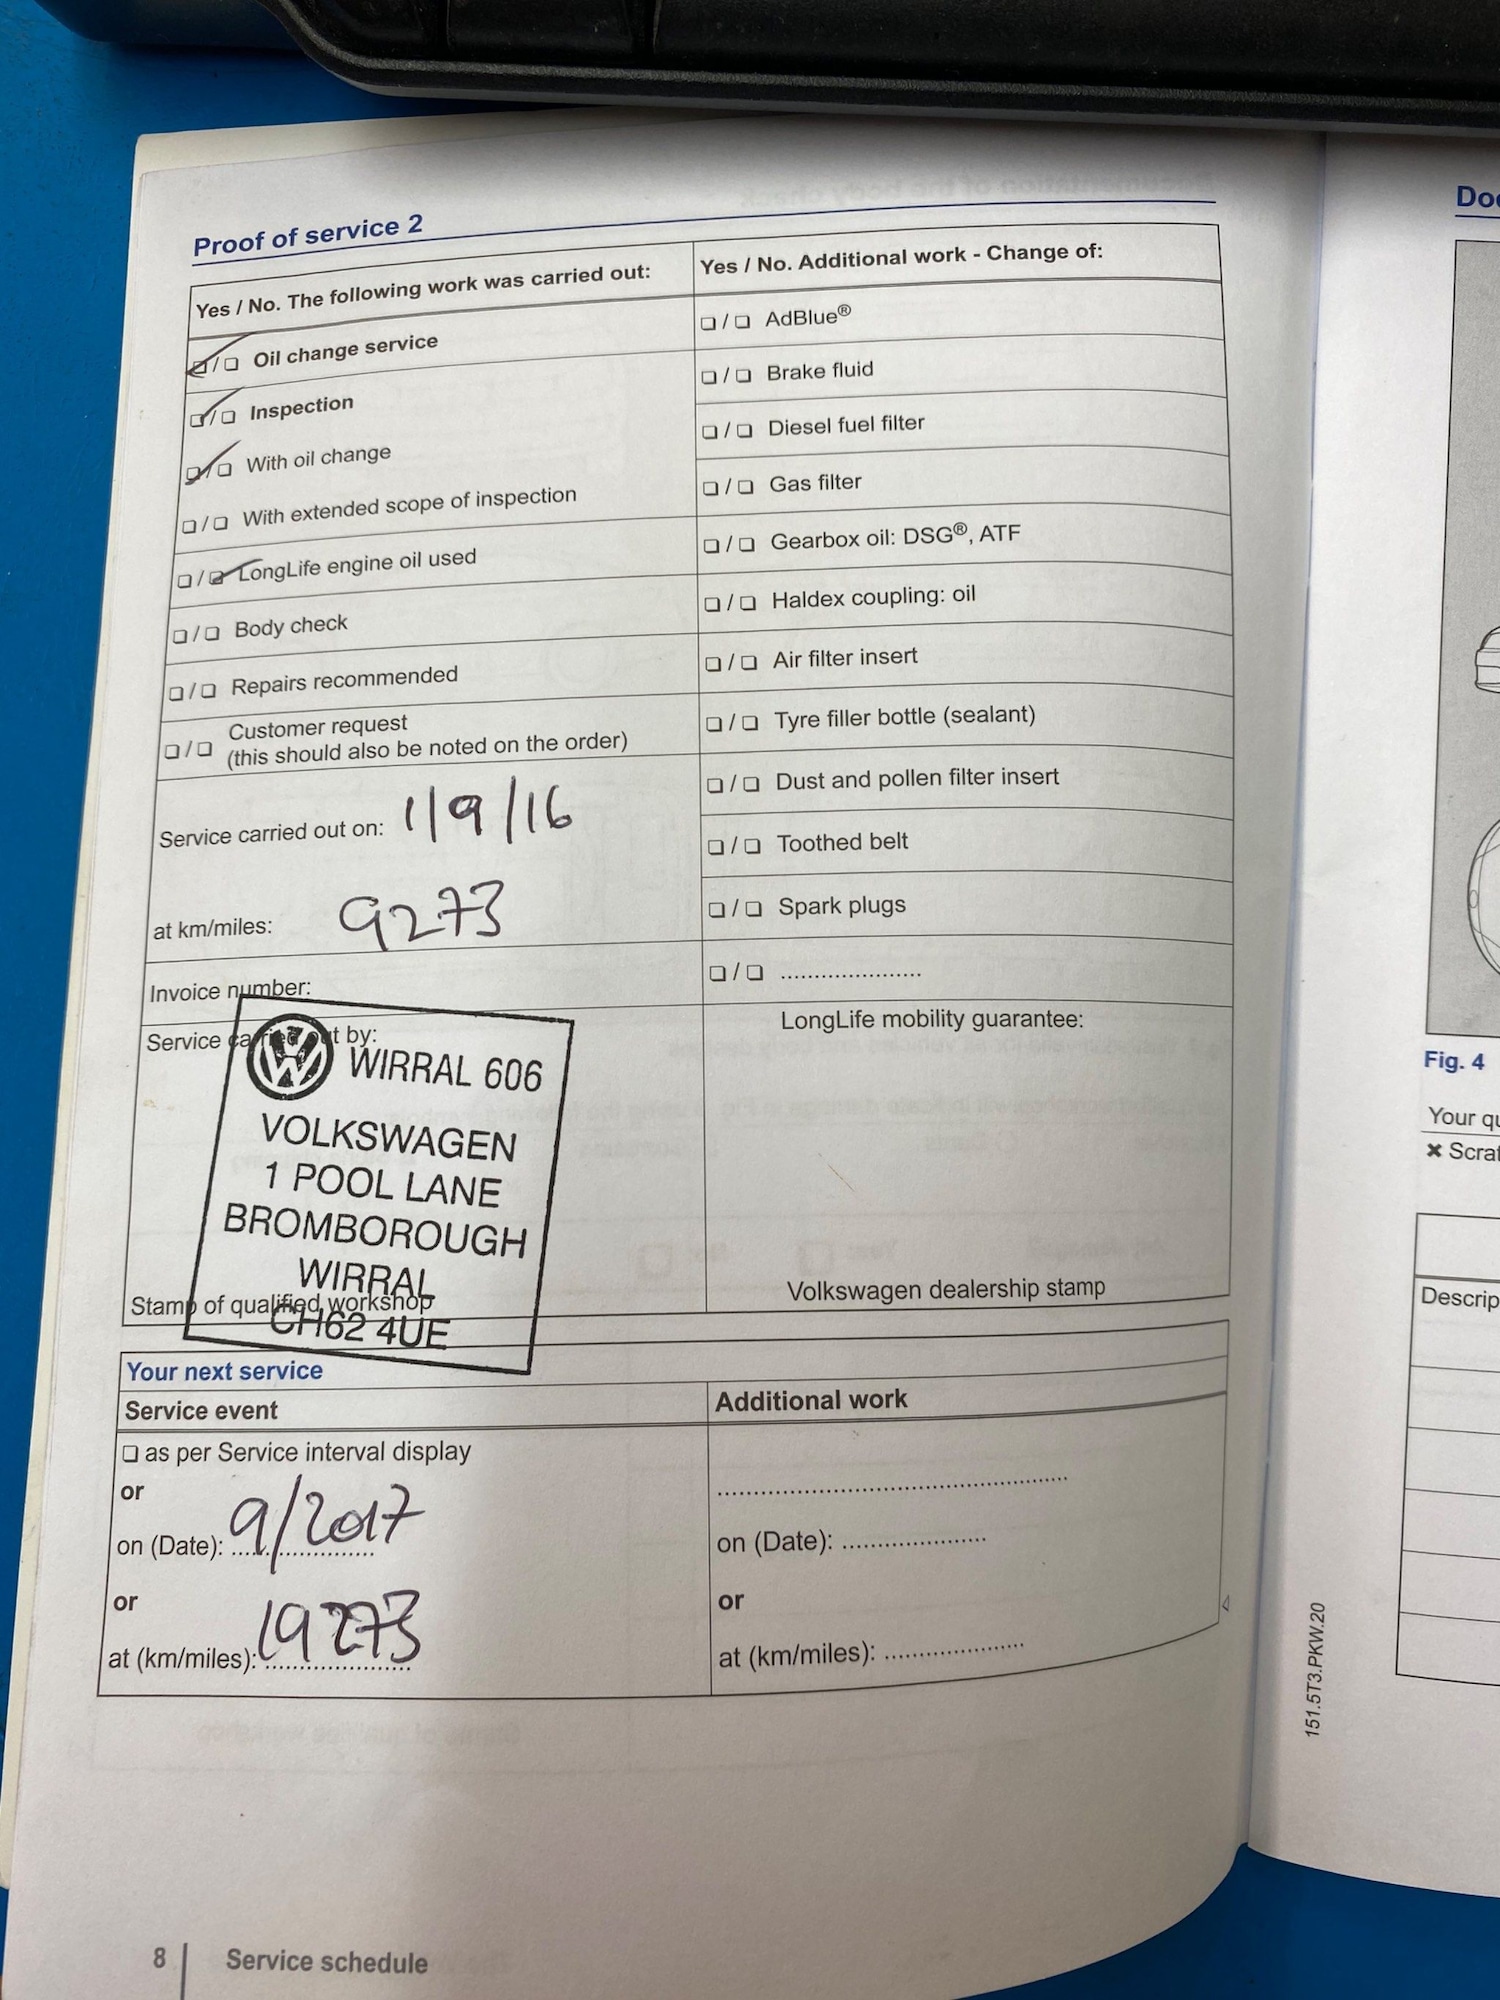 Proof of service 2
Yes / No. The following work was carried out:
❏ / ❏ Oil change service
❏ / ❏ Inspection
❏ / ❏ With oil change
❏ / ❏ With extended scope of inspection
❏ / ❏ LongLife engine oil used
❏ / ❏ Body check
❏ / ❏ Repairs recommended
❏ / ❏ Customer request
(this should also be noted on the order)
Service carried out on: 1/9/16
at km/miles: 9273
Invoice number:
Service carried out by:
WIRRAL 606
VOLKSWAGEN
1 POOL LANE
BROMBOROUGH
WIRRAL
CH62 4UE
Stamp of qualified workshop
Yes / No. Additional work - Change of:
❏ / ❏ AdBlue®
❏ / ❏ Brake fluid
❏ / ❏ Diesel fuel filter
❏ / ❏ Gas filter
❏ / ❏ Gearbox oil: DSG®, ATF
❏ / ❏ Haldex coupling: oil
❏ / ❏ Air filter insert
❏ / ❏ Tyre filler bottle (sealant)
❏ / ❏ Dust and pollen filter insert
❏ / ❏ Toothed belt
❏ / ❏ Spark plugs
❏ / ❏ ......................
LongLife mobility guarantee:
Volkswagen dealership stamp
Your next service
Service event
❏ as per Service interval display
or
on (Date): 9/2017
or
at (km/miles): 19273
Additional work
on (Date): ......................
or
at (km/miles): ......................
8 | Service schedule
Fig. 4
151.5T3.PKW.20